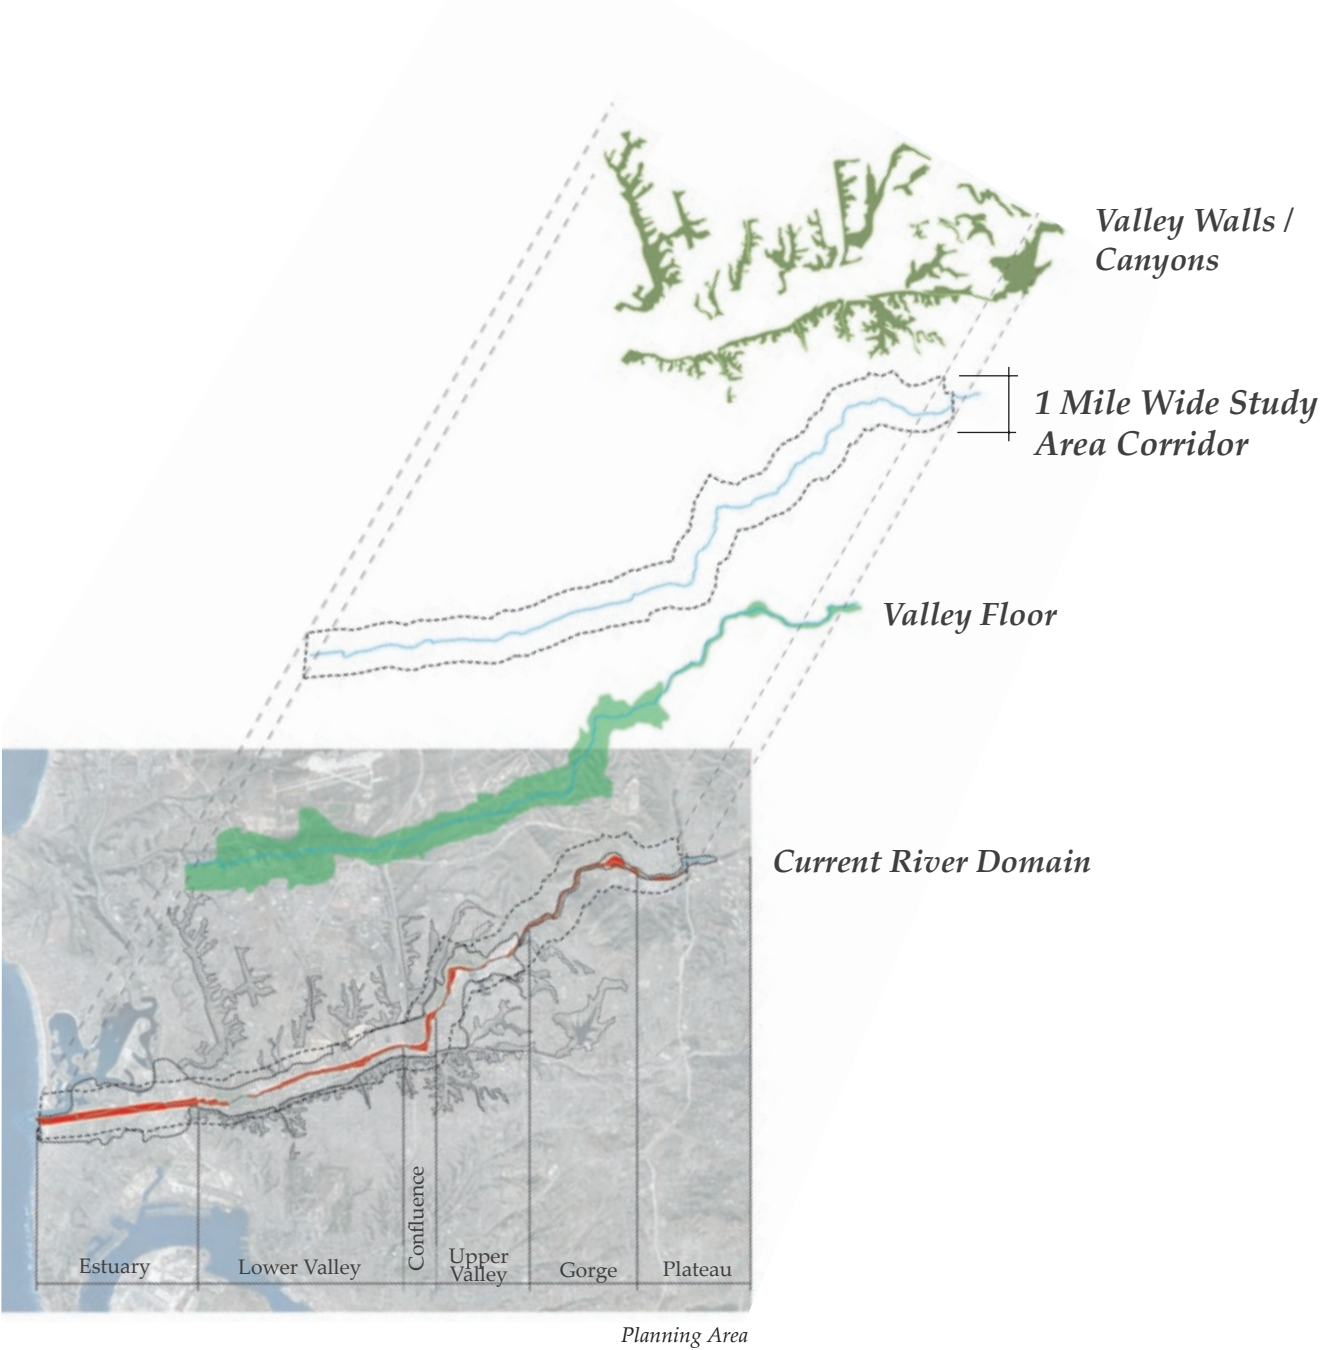 Valley Walls /
Canyons
1 Mile Wide Study
Area Corridor
Valley Floor
Current River Domain
Estuary
Lower Valley
Confluence
Upper
Valley
Gorge
Plateau
Planning Area